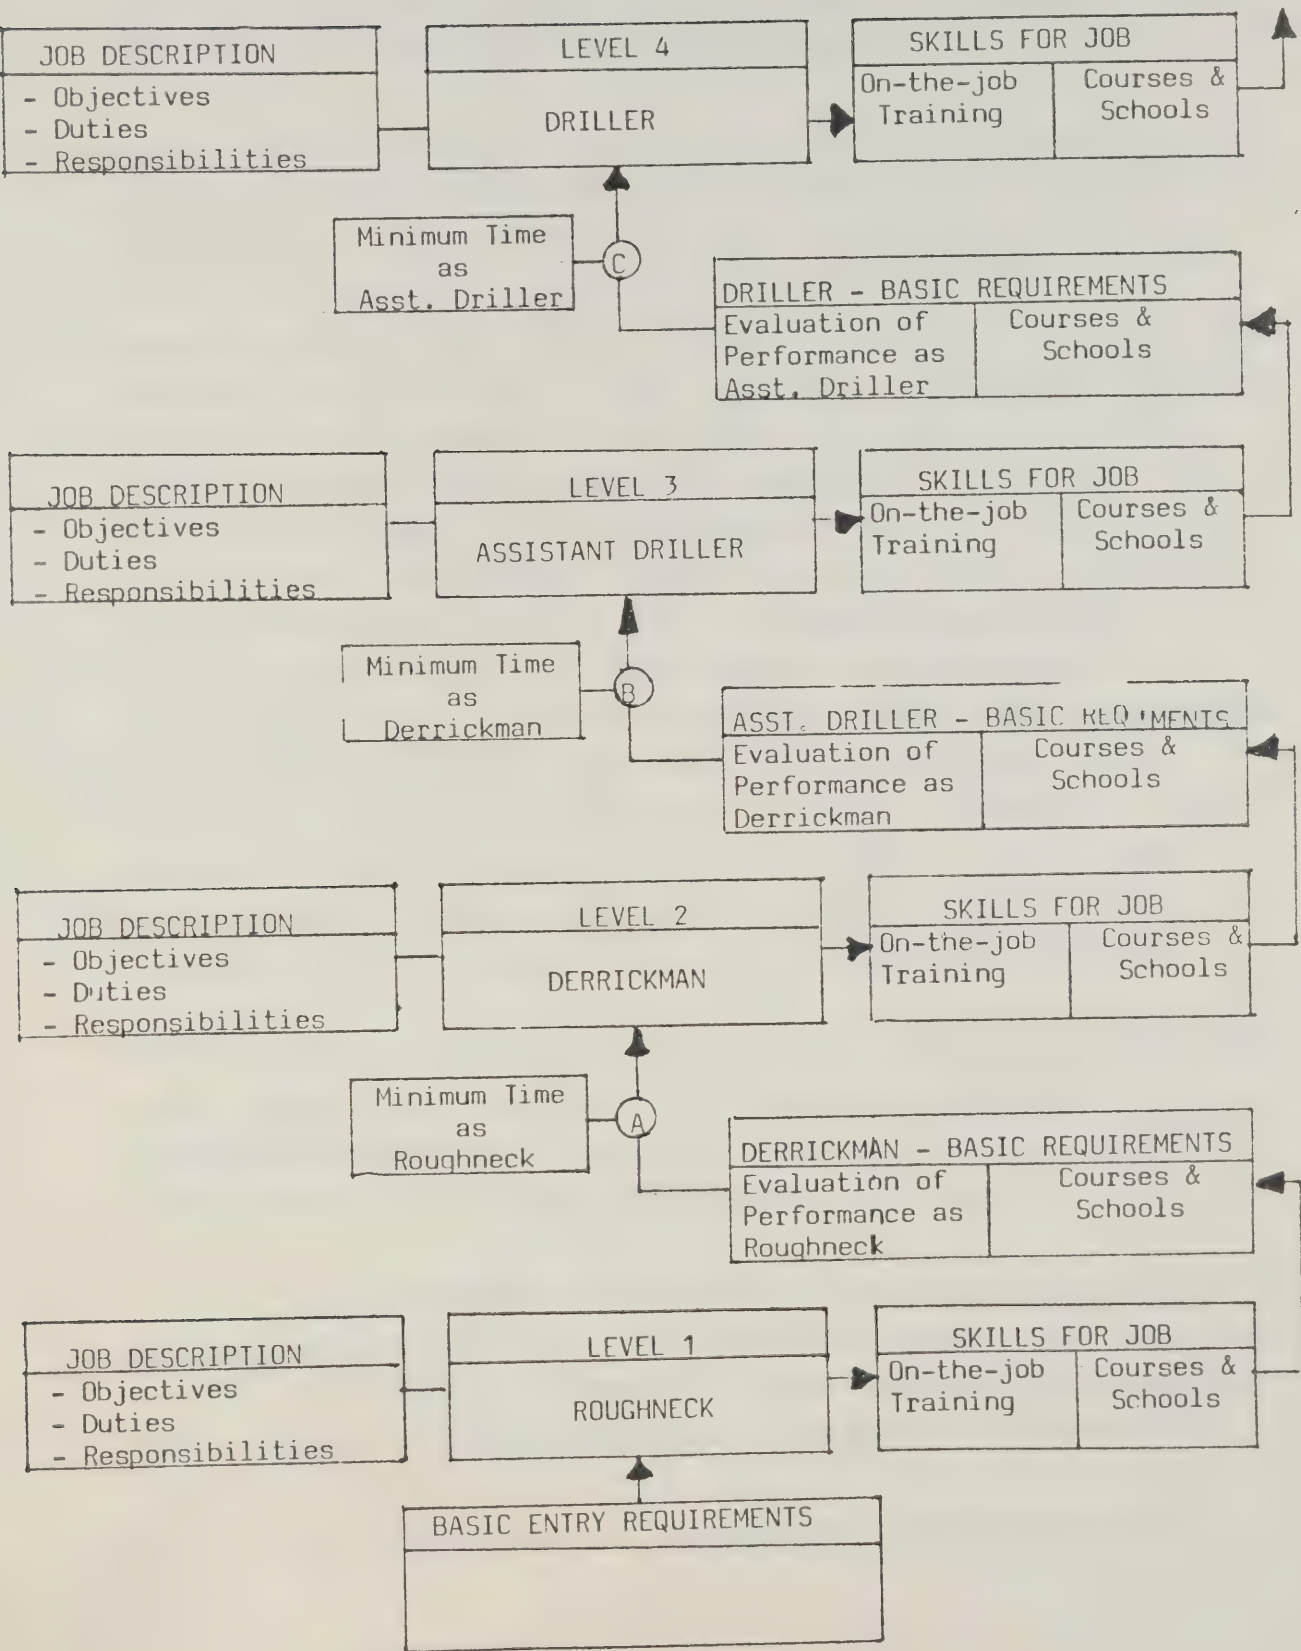 JOB DESCRIPTION
- Objectives
- Duties
- Responsibilities
LEVEL 4
DRILLER
SKILLS FOR JOB
On-the-job
Training
Courses &
Schools
Minimum Time
as
Asst. Driller
C
DRILLER - BASIC REQUIREMENTS
Evaluation of
Performance as
Asst. Driller
Courses &
Schools
JOB DESCRIPTION
- Objectives
- Duties
- Responsibilities
LEVEL 3
ASSISTANT DRILLER
SKILLS FOR JOB
On-the-job
Training
Courses &
Schools
Minimum Time
as
Derrickman
B
ASST. DRILLER - BASIC
Evaluation of
Performance as
Derrickman
Courses &
Schools
JOB DESCRIPTION
- Objectives
- Duties
- Responsibilities
LEVEL 2
DERRICKMAN
SKILLS FOR JOB
On-the-job
Training
Courses &
Schools
Minimum Time
as
Roughneck
A
DERRICKMAN - BASIC REQUIREMENTS
Evaluation of
Performance as
Roughneck
Courses &
Schools
JOB DESCRIPTION
- Objectives
- Duties
- Responsibilities
LEVEL 1
ROUGHNECK
SKILLS FOR JOB
On-the-job
Training
Courses &
Schools
BASIC ENTRY REQUIREMENTS